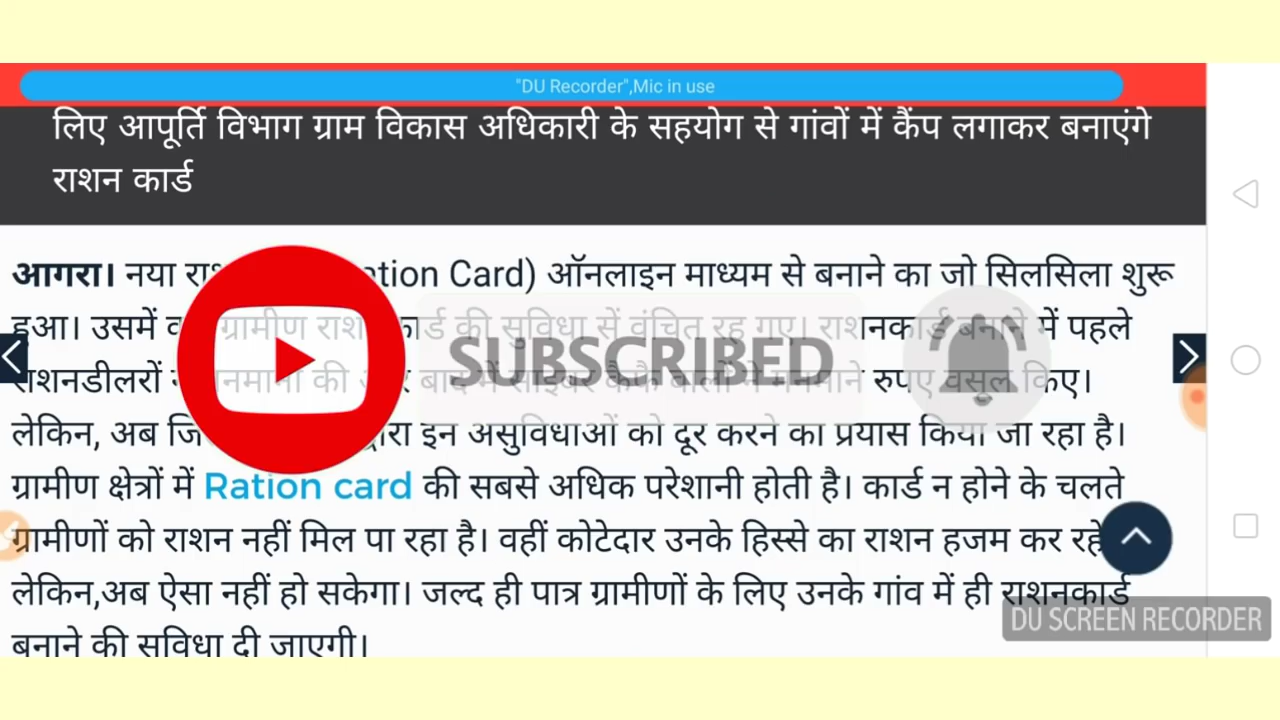 "DU Recorder",Mic in use
लिए आपूर्ति विभाग ग्राम विकास अधिकारी के सहयोग से गांवों में कैंप लगाकर बनाएंगे
राशन कार्ड
आगरा। नया Card) ऑनलाइन माध्यम से बनाने का जो सिलसिला शुरू
हुआ। उसमें ग्रामीण कार्ड की सुविधा से वंचित रह गए। राशनकार्ड बनाने में पहले
राशनडीलरों की बाद में रुपए वसूल किए।
SUBSCRIBED
लेकिन, अब इन असुविधाओं को दूर करने का प्रयास किया जा रहा है।
ग्रामीण क्षेत्रों में Ration card की सबसे अधिक परेशानी होती है। कार्ड न होने के चलते
ग्रामीणों को राशन नहीं मिल पा रहा है। वहीं कोटेदार उनके हिस्से का राशन हजम कर रहे
लेकिन,अब ऐसा नहीं हो सकेगा। जल्द ही पात्र ग्रामीणों के लिए उनके गांव में ही राशनकार्ड
DU SCREEN RECORDER
बनाने की सुविधा दी जाएगी।